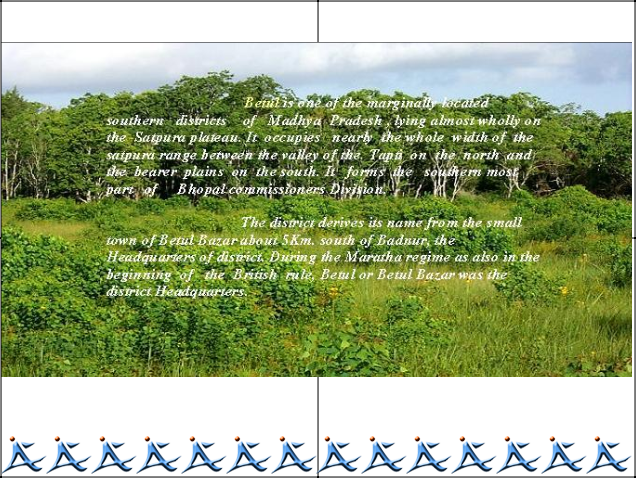 Betul is one of the marginally located
southern districts of Madhya Pradesh , lying almost wholly on
the Satpura plateau. It occupies nearly the whole width of the
satpura range between the valley of the Tapti on the north and
the bearer plains on the south. It forms the southern most
part of Bhopal commissioners Division.
The district derives its name from the small
town of Betul Bazar about 5Km. south of Badnur, the
Headquarters of district. During the Maratha regime as also in the
beginning of the British rule, Betul or Betul Bazar was the
district Headquarters.